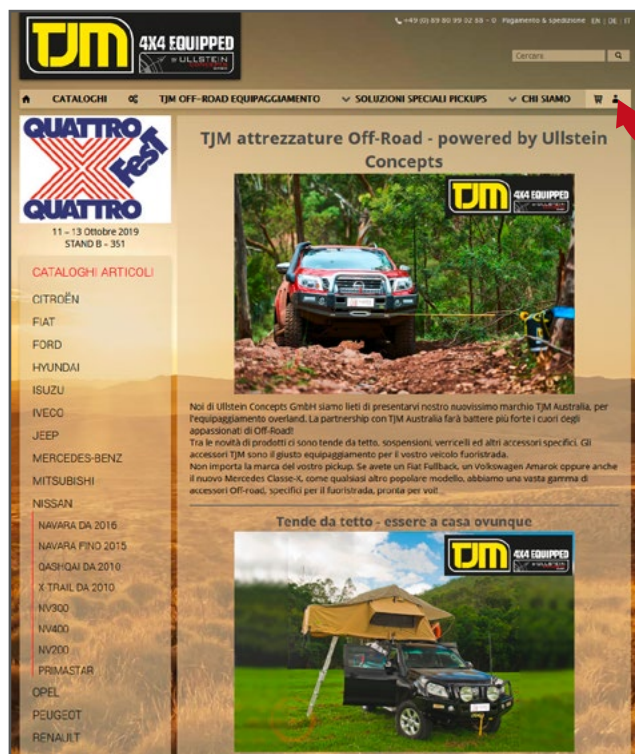 TJM 4X4 EQUIPPED
BY ULLSTEIN
CONCEPTS
+49 (0) 89 80 99 02 68 - 0 Pagamento & spedizione EN | DE | IT
Cercare
CATALOGHI TJM OFF-ROAD EQUIPAGGIAMENTO SOLUZIONI SPECIALI PICKUPS CHI SIAMO
QUATTRO
X Fest
QUATTRO
11 – 13 Ottobre 2019
STAND B – 351
CATALOGHI ARTICOLI
CITROËN
FIAT
FORD
HYUNDAI
ISUZU
IVECO
JEEP
MERCEDES-BENZ
MITSUBISHI
NISSAN
NAVARA DA 2016
NAVARA FINO 2015
QASHQAI DA 2010
X-TRAIL DA 2010
NV300
NV400
NV200
PRIMASTAR
OPEL
PEUGEOT
RENAULT
TJM attrezzature Off-Road - powered by Ullstein
Concepts
TJM 4X4 EQUIPPED
BY ULLSTEIN
Noi di Ullstein Concepts GmbH siamo lieti di presentarvi nostro nuovissimo marchio TJM Australia, per
l'equipaggiamento overland. La partnership con TJM Australia farà battere più forte i cuori degli
appassionati di Off-Road!
Tra le novità di prodotti ci sono tende da tetto, sospensioni, verricelli ed altri accessori specifici. Gli
accessori TJM sono il giusto equipaggiamento per il vostro veicolo fuoristrada.
Non importa la marca del vostro pickup. Se avete un Fiat Fullback, un Volkswagen Amarok oppure anche
il nuovo Mercedes Classe-X, come qualsiasi altro popolare modello, abbiamo una vasta gamma di
accessori Off-road, specifici per il fuoristrada, pronta per voi!
Tende da tetto - essere a casa ovunque
TJM 4X4 EQUIPPED
BY ULLSTEIN